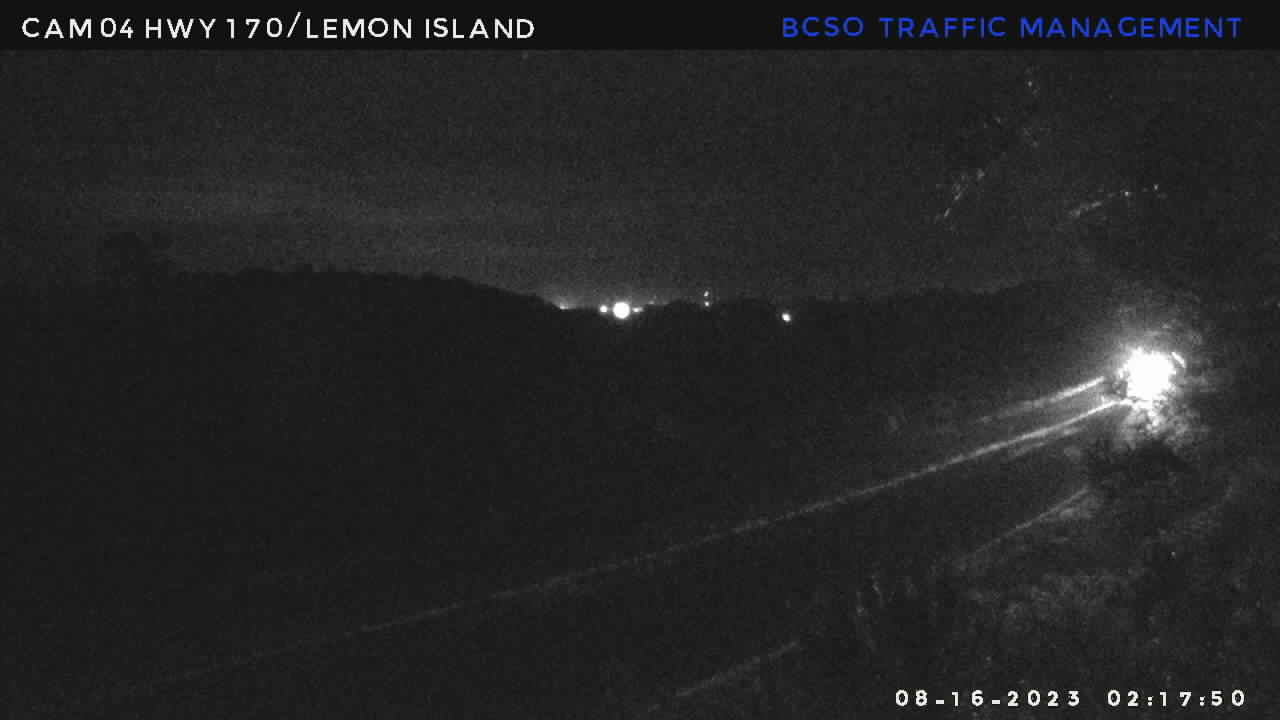 CAM04 HWY 170/LEMON ISLAND
BCSO TRAFFIC MANAGEMENT
08-16-2023 02:17:50